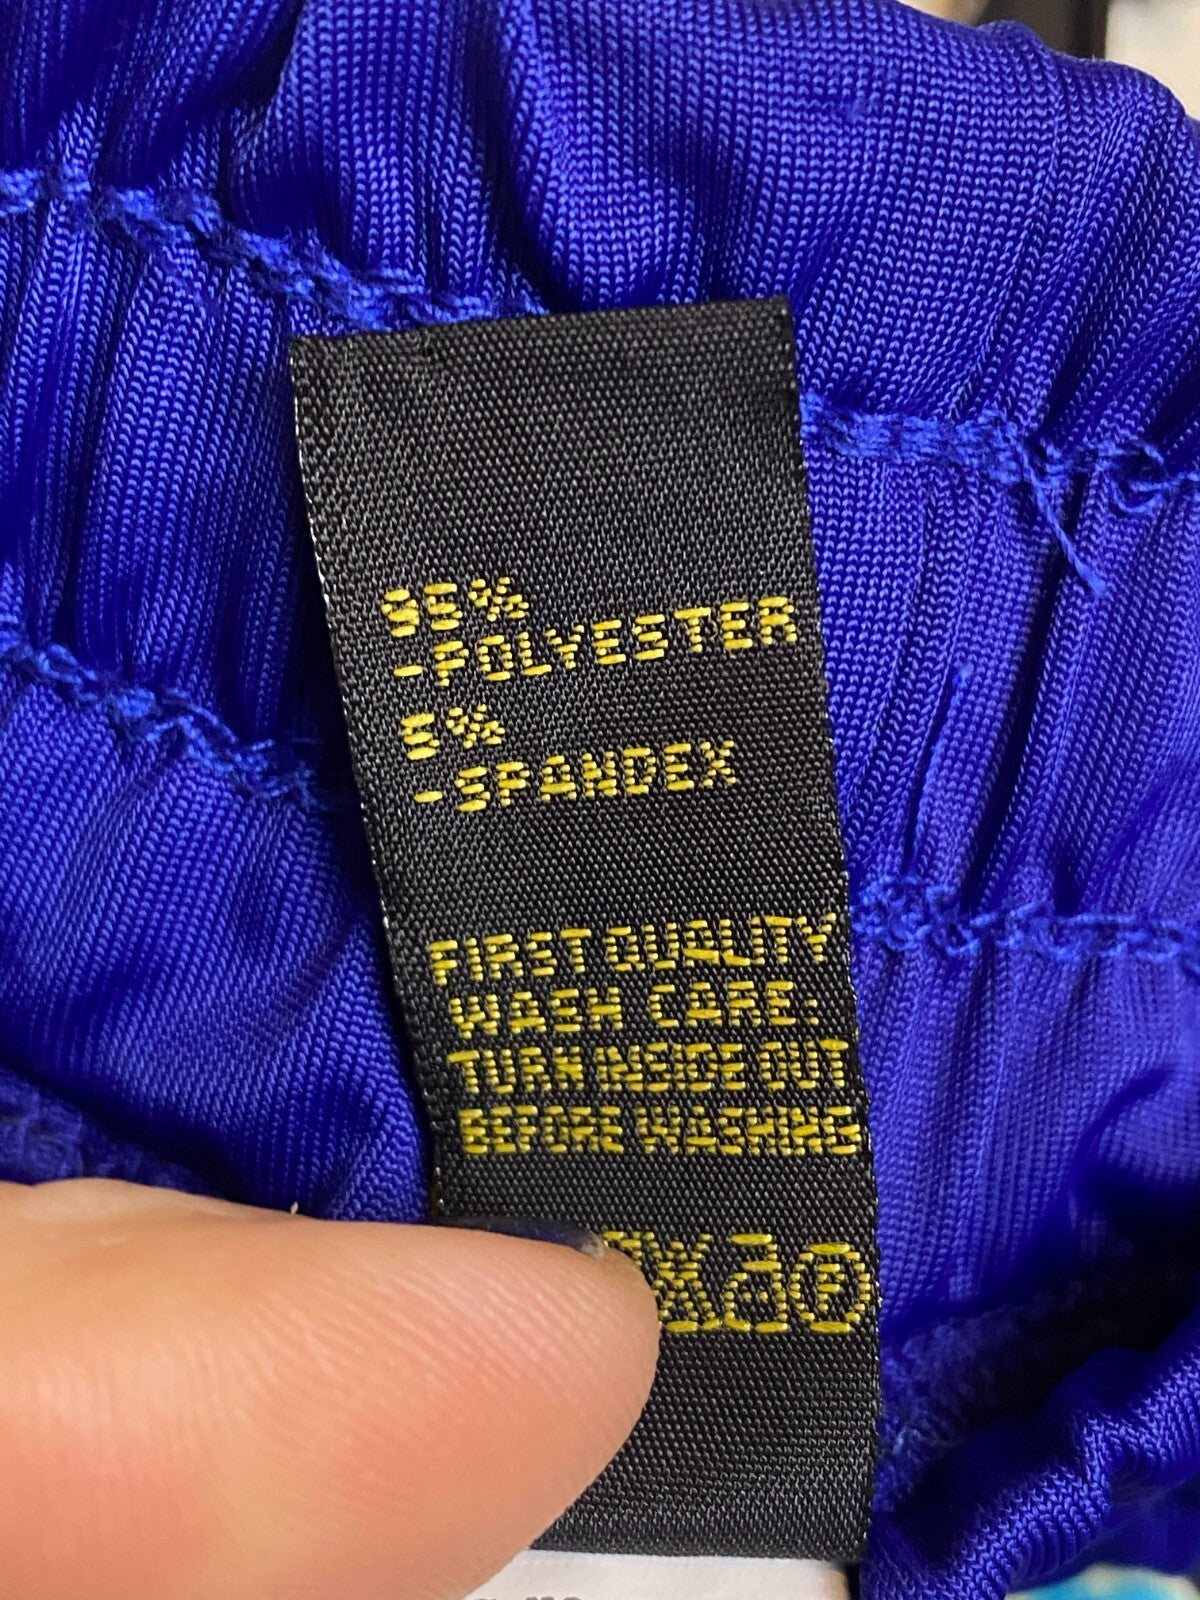 95%
-POLYESTER
5%
-SPANDEX
FIRST QUALITY
WASH CARE:
TURN INSIDE OUT
BEFORE WASHING
P